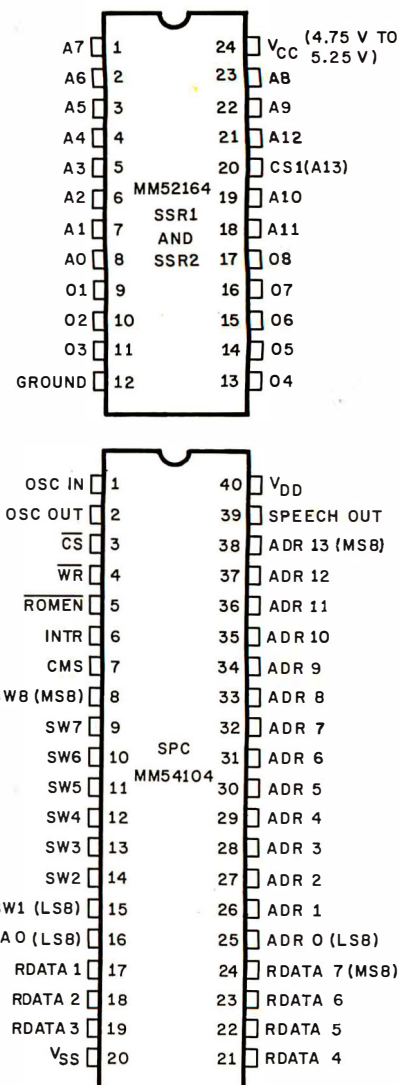 A7 1 24 VCC (4.75 V TO
5.25 V)
A6 2 23 A8
A5 3 22 A9
A4 4 21 A12
A3 5 20 CS1(A13)
A2 6 MM52164 19 A10
A1 7 SSR1 18 A11
AND
A0 8 SSR2 17 O8
O1 9 16 O7
O2 10 15 O6
O3 11 14 O5
GROUND 12 13 O4
OSC IN 1 40 VDD
OSC OUT 2 39 SPEECH OUT
CS 3 38 ADR 13 (MSB)
WR 4 37 ADR 12
ROMEN 5 36 ADR 11
INTR 6 35 ADR 10
CMS 7 34 ADR 9
W8 (MSB) 8 33 ADR 8
SW7 9 32 ADR 7
SW6 10 SPC 31 ADR 6
SW5 11 MM54104 30 ADR 5
SW4 12 29 ADR 4
SW3 13 28 ADR 3
SW2 14 27 ADR 2
W1 (LSB) 15 26 ADR 1
A 0 (LSB) 16 25 ADR 0 (LSB)
RDATA 1 17 24 RDATA 7 (MSB)
RDATA 2 18 23 RDATA 6
RDATA 3 19 22 RDATA 5
VSS 20 21 RDATA 4